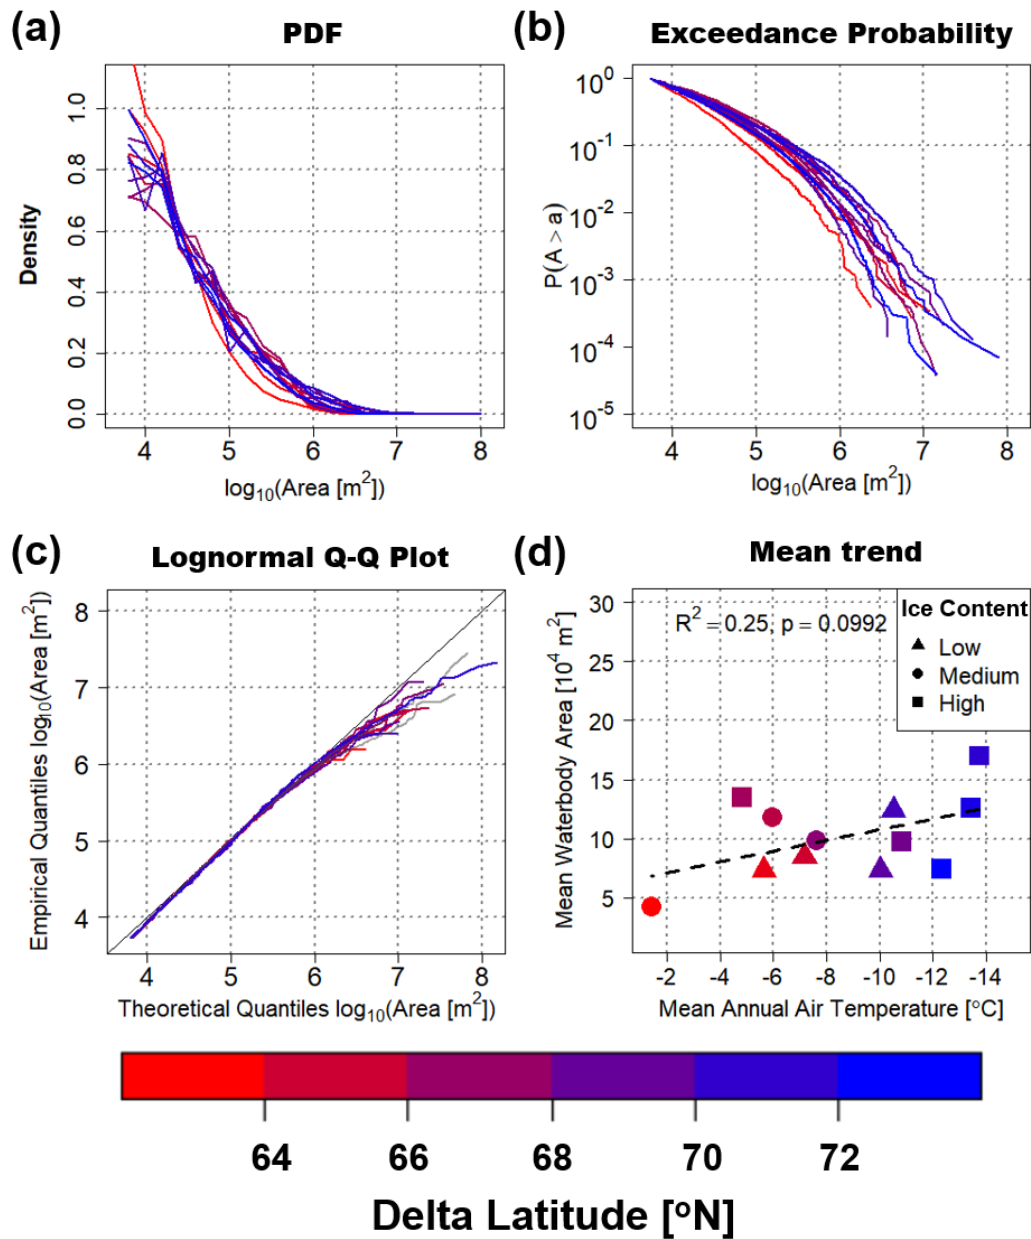 (a) PDF
Density
0.0 0.2 0.4 0.6 0.8 1.0
4 5 6 7 8
log10(Area [m2])
(b) Exceedance Probability
P(A > a)
10^0
10^-1
10^-2
10^-3
10^-4
10^-5
4 5 6 7 8
log10(Area [m2])
(c) Lognormal Q-Q Plot
Empirical Quantiles log10(Area [m2])
8
7
6
5
4
4 5 6 7 8
Theoretical Quantiles log10(Area [m2])
(d) Mean trend
Mean Waterbody Area [10^4 m2]
30
25
20
15
10
5
R2 = 0.25, p = 0.0992
Ice Content
Low
Medium
High
-2 -4 -6 -8 -10 -12 -14
Mean Annual Air Temperature [°C]
64 66 68 70 72
Delta Latitude [oN]